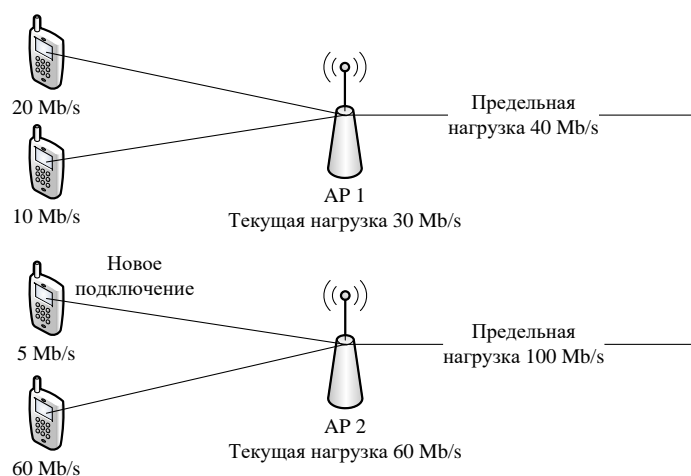 20 Mb/s
Предельная
нагрузка 40 Mb/s
10 Mb/s
AP 1
Текущая нагрузка 30 Mb/s
Новое
подключение
5 Mb/s
Предельная
нагрузка 100 Mb/s
AP 2
Текущая нагрузка 60 Mb/s
60 Mb/s